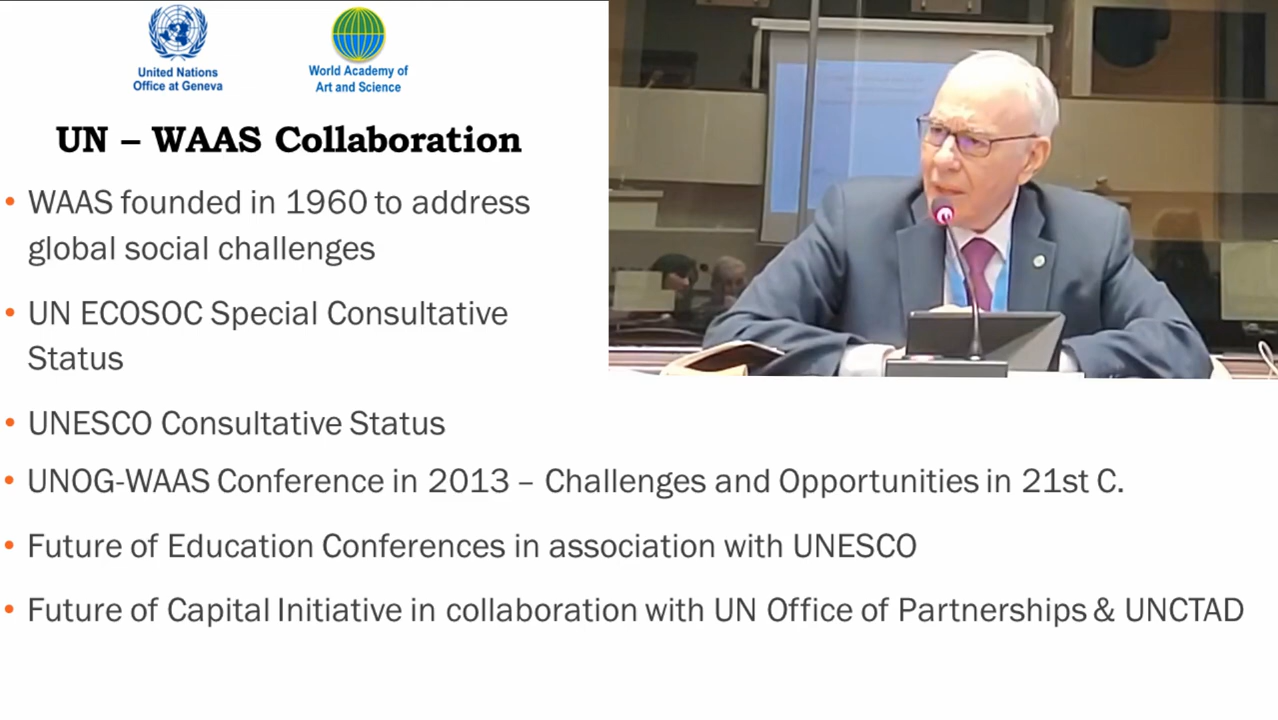 United Nations
Office at Geneva
World Academy of
Art and Science
UN – WAAS Collaboration
• WAAS founded in 1960 to address
global social challenges
• UN ECOSOC Special Consultative
Status
• UNESCO Consultative Status
• UNOG-WAAS Conference in 2013 – Challenges and Opportunities in 21st C.
• Future of Education Conferences in association with UNESCO
• Future of Capital Initiative in collaboration with UN Office of Partnerships & UNCTAD